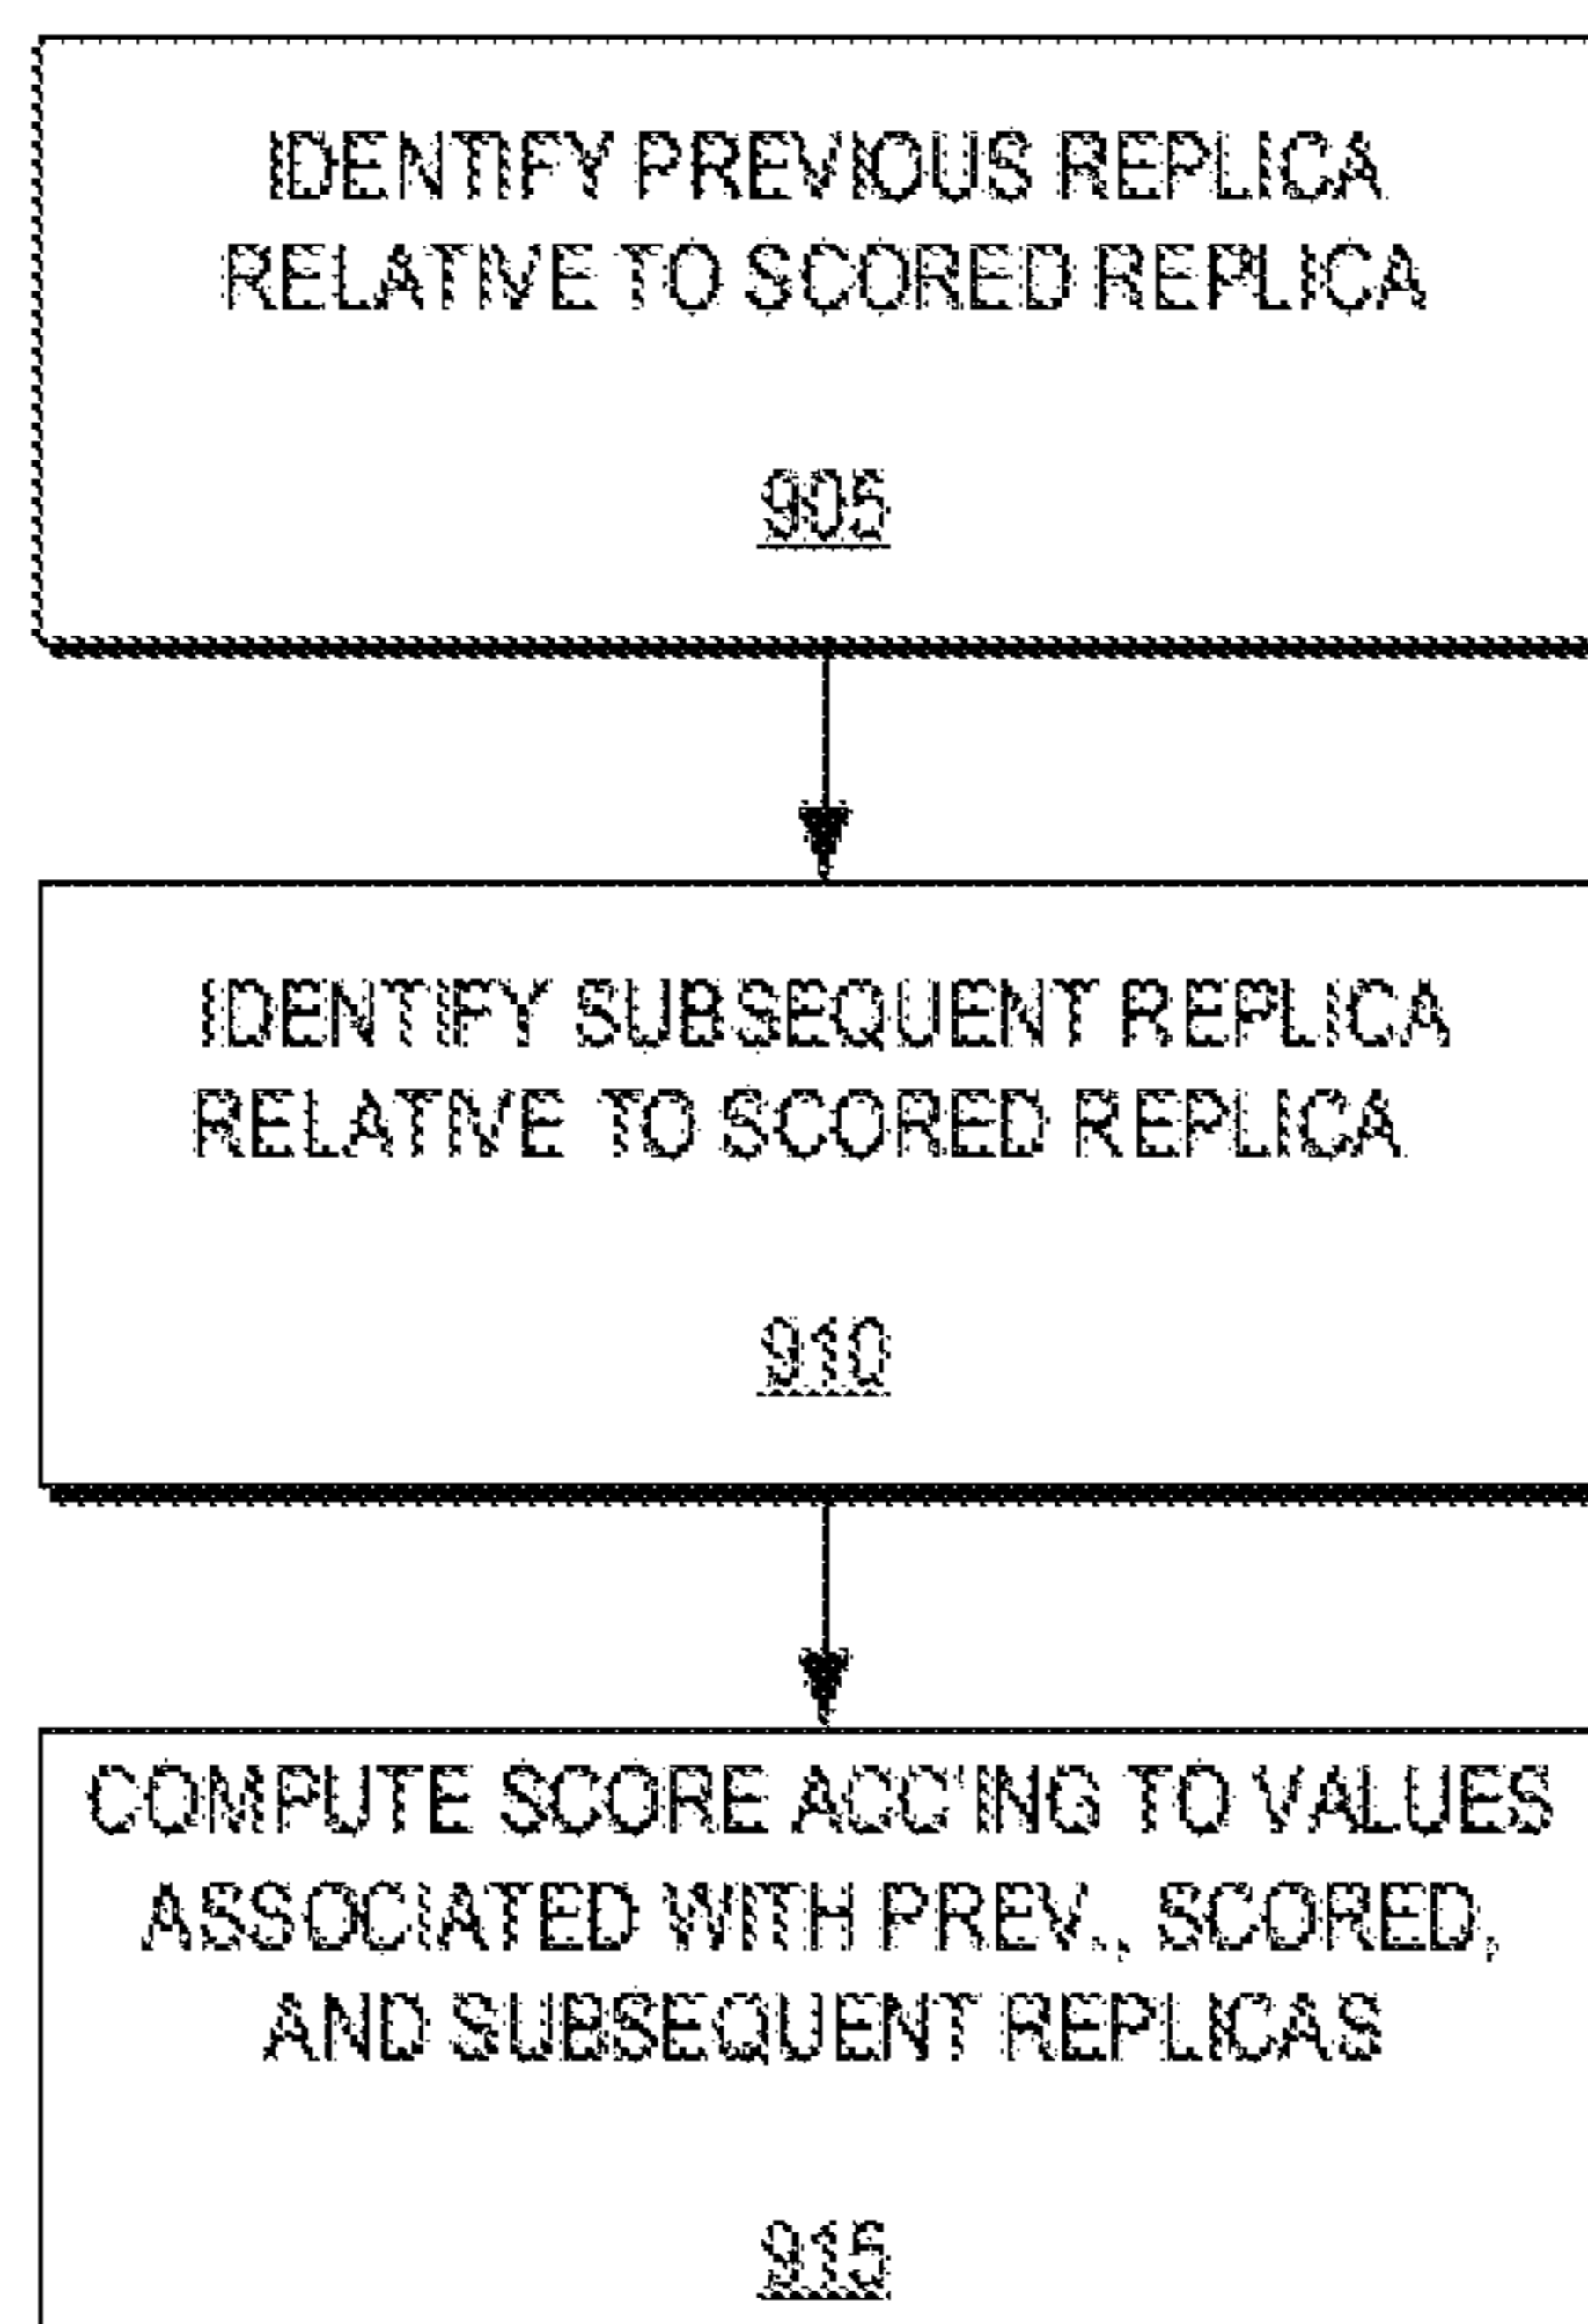 IDENTIFY PREVIOUS REPLICA
RELATIVE TO SCORED REPLICA
905
IDENTIFY SUBSEQUENT REPLICA
RELATIVE TO SCORED REPLICA
910
COMPUTE SCORE ACC'ING TO VALUES
ASSOCIATED WITH PREV., SCORED,
AND SUBSEQUENT REPLICAS
915